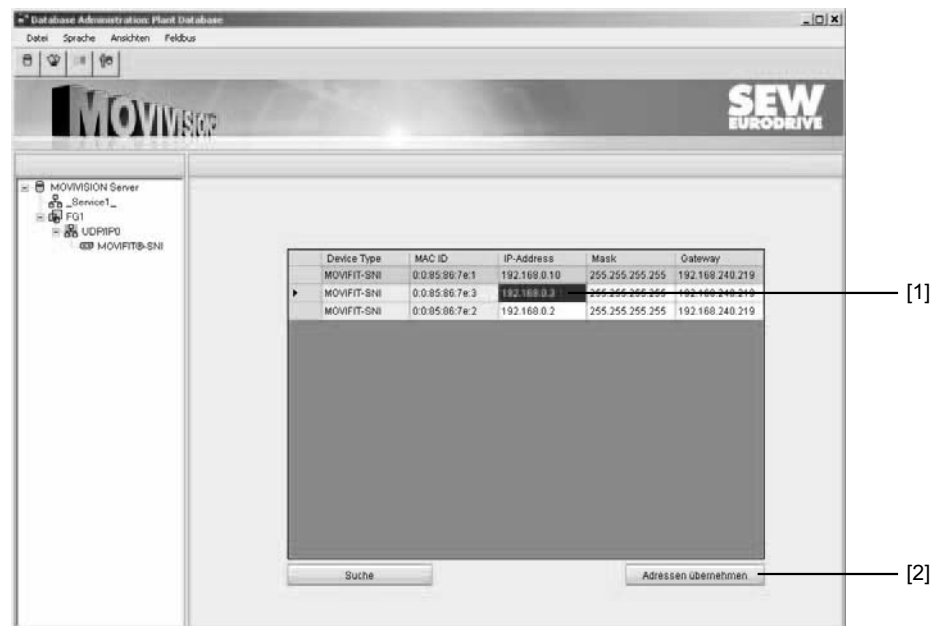 Database Administration: Plant Database
Datei Sprache Ansichten Feldbus
MOVIVISION
SEW
EURODRIVE
MOVIVISION Server
_Service1_
FG1
UDPIIP0
MOVIFIT®-SNI
Device Type MAC ID IP-Address Mask Gateway
MOVIFIT-SNI 0:0:85:86:7e:1 192.168.0.10 255.255.255.255 192.168.240.219
MOVIFIT-SNI 0:0:85:86:7e:3 192.168.0.3 255.255.255.255 192.168.240.219
[1]
MOVIFIT-SNI 0:0:85:86:7e:2 192.168.0.2 255.255.255.255 192.168.240.219
Suche Adressen übernehmen
[2]